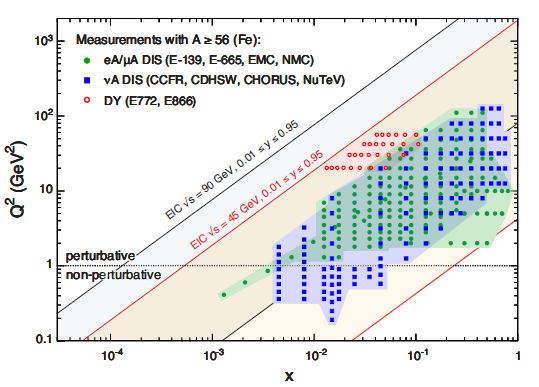 Measurements with A ≥ 56 (Fe):
eA/μA DIS (E-139, E-665, EMC, NMC)
νA DIS (CCFR, CDHSW, CHORUS, NuTeV)
DY (E772, E866)
EIC √s = 90 GeV, 0.01 ≤ y ≤ 0.95
EIC √s = 45 GeV, 0.01 ≤ y ≤ 0.95
perturbative
non-perturbative
Q² (GeV²)
10³
10²
10
1
0.1
10⁻⁴
10⁻³
10⁻²
10⁻¹
1
x